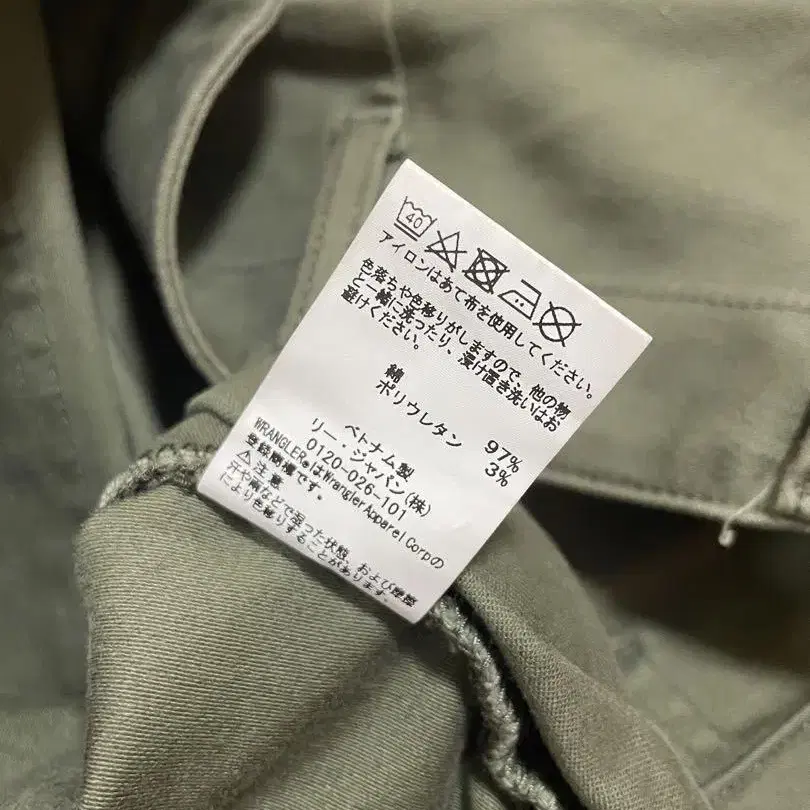 40
アイロンはあて布を使用してください。
色落ちや色移りがしますので、他の物
と一緒に洗ったり、浸け置き洗いはお
避けください。
綿 97%
ポリウレタン 3%
ベトナム製
リー・ジャパン(株)
0120-026-101
WRANGLER®はWrangler Apparel Corpの
登録商標です。
⚠ 注意
汗や雨などで湿った状態、および摩擦
により色移りすることがあります。